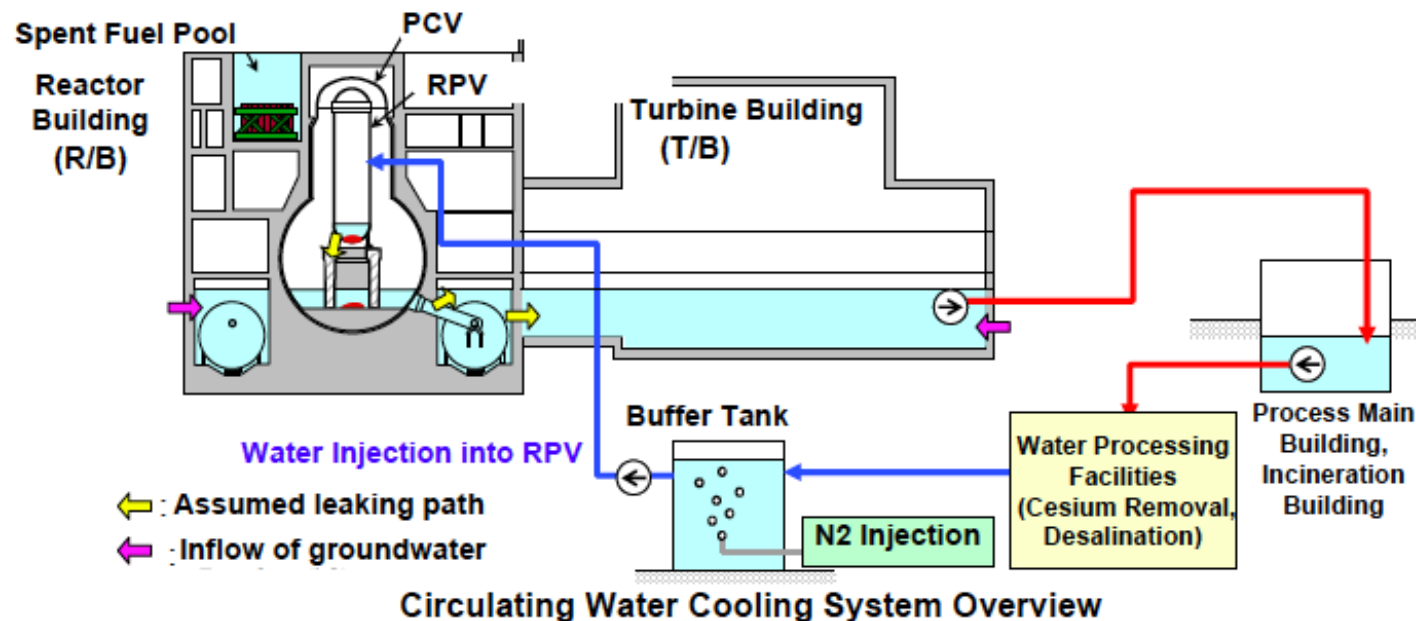 Spent Fuel Pool
PCV
Reactor
Building
(R/B)
RPV
Turbine Building
(T/B)
Buffer Tank
Water Injection into RPV
: Assumed leaking path
: Inflow of groundwater
N2 Injection
Water Processing
Facilities
(Cesium Removal,
Desalination)
Process Main
Building,
Incineration
Building
Circulating Water Cooling System Overview